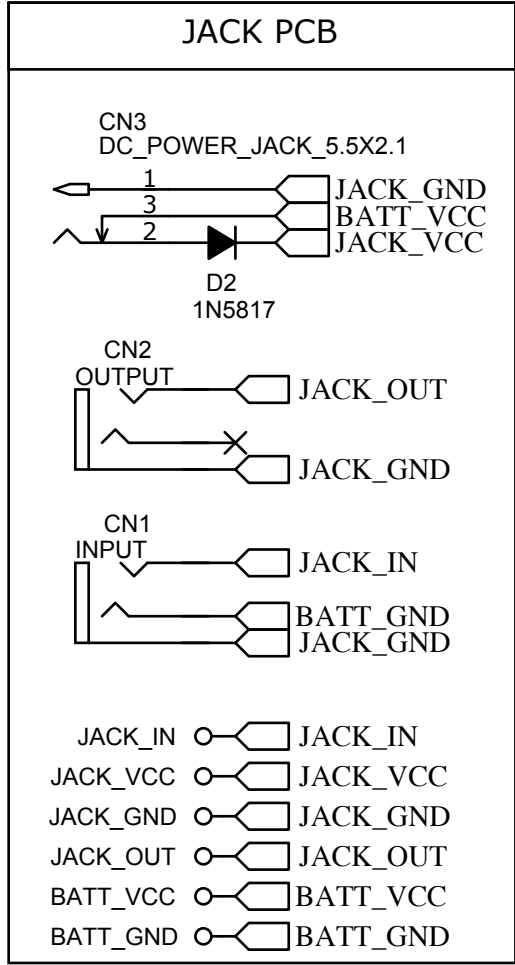 JACK PCB
CN3
DC_POWER_JACK_5.5X2.1
1 JACK_GND
3 BATT_VCC
2 JACK_VCC
D2
1N5817
CN2
OUTPUT
JACK_OUT
JACK_GND
CN1
INPUT
JACK_IN
BATT_GND
JACK_GND
JACK_IN JACK_IN
JACK_VCC JACK_VCC
JACK_GND JACK_GND
JACK_OUT JACK_OUT
BATT_VCC BATT_VCC
BATT_GND BATT_GND